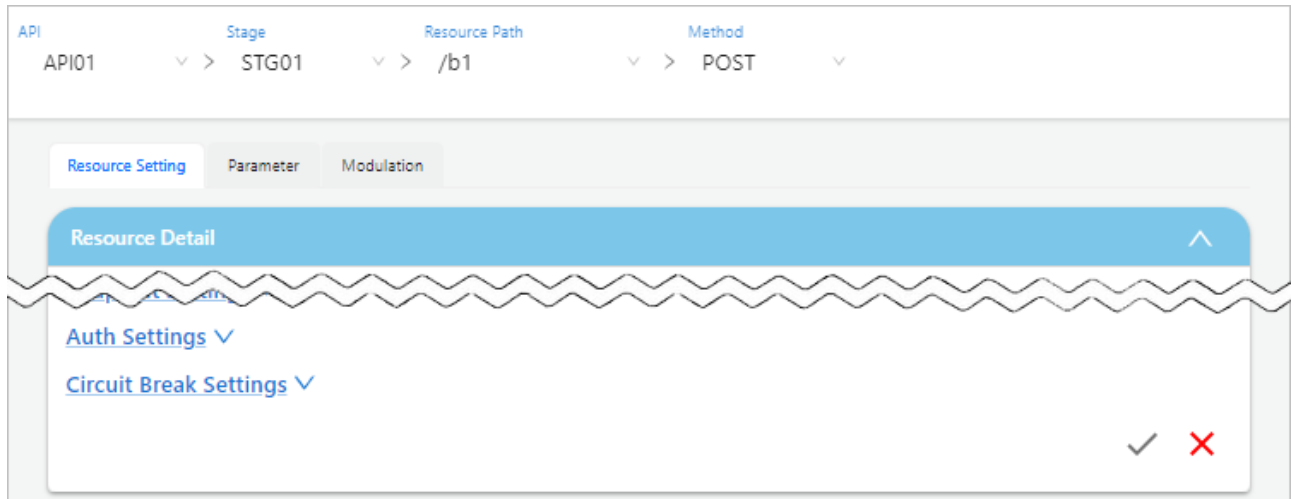 API Stage Resource Path Method
API01 > STG01 > /b1 > POST
Resource Setting Parameter Modulation
Resource Detail
Auth Settings
Circuit Break Settings